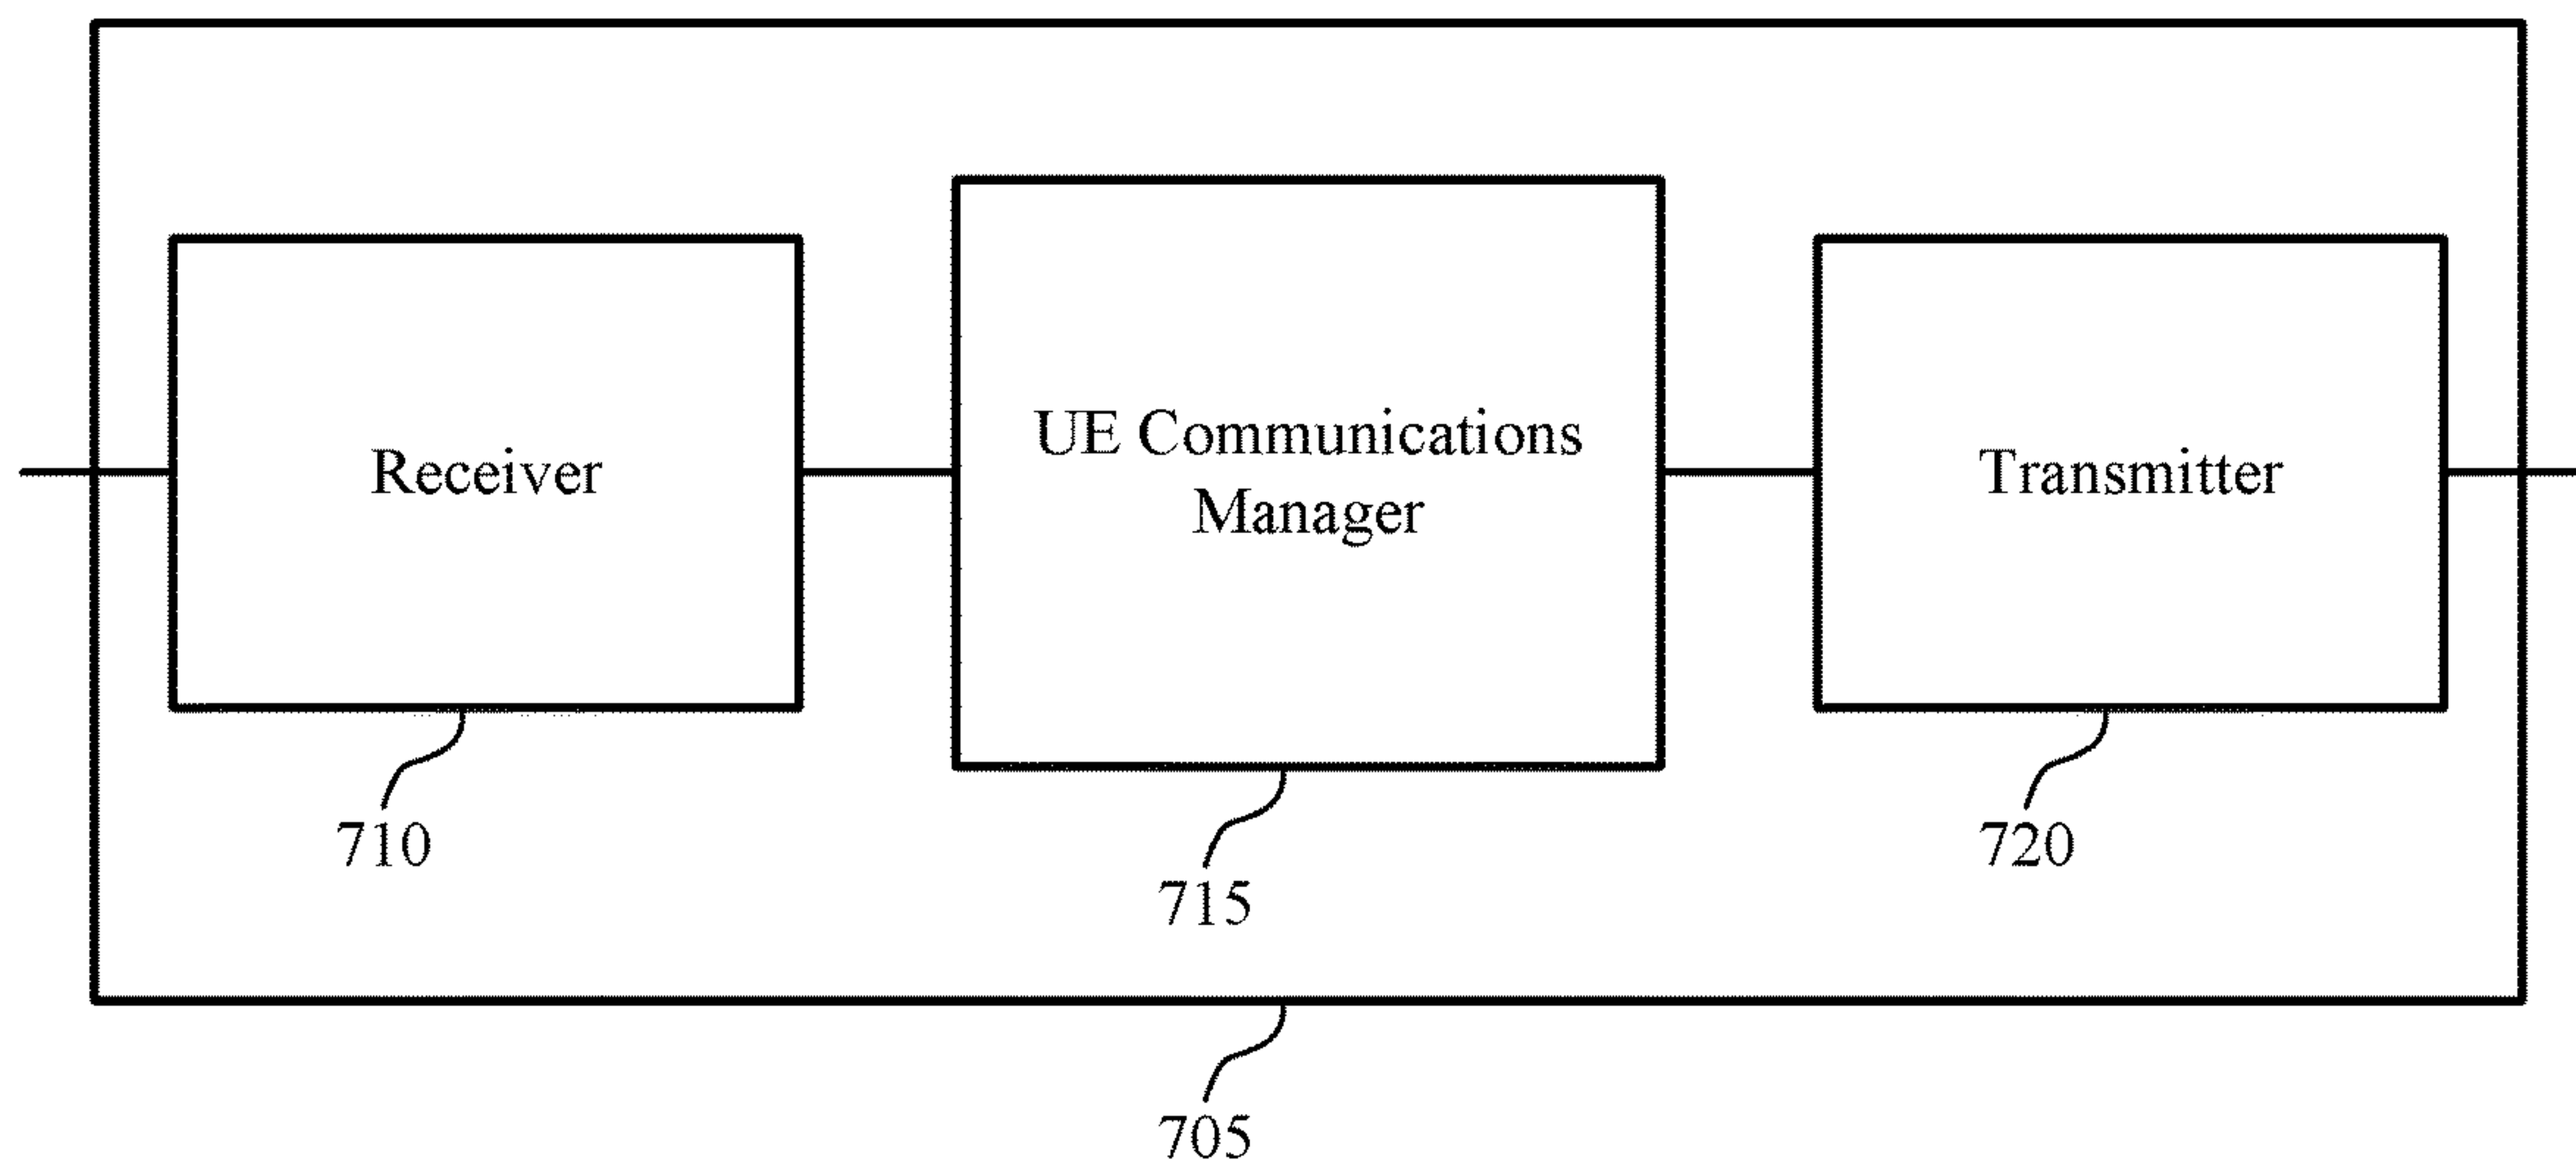 Receiver
UE Communications
Manager
Transmitter
710
715
720
705